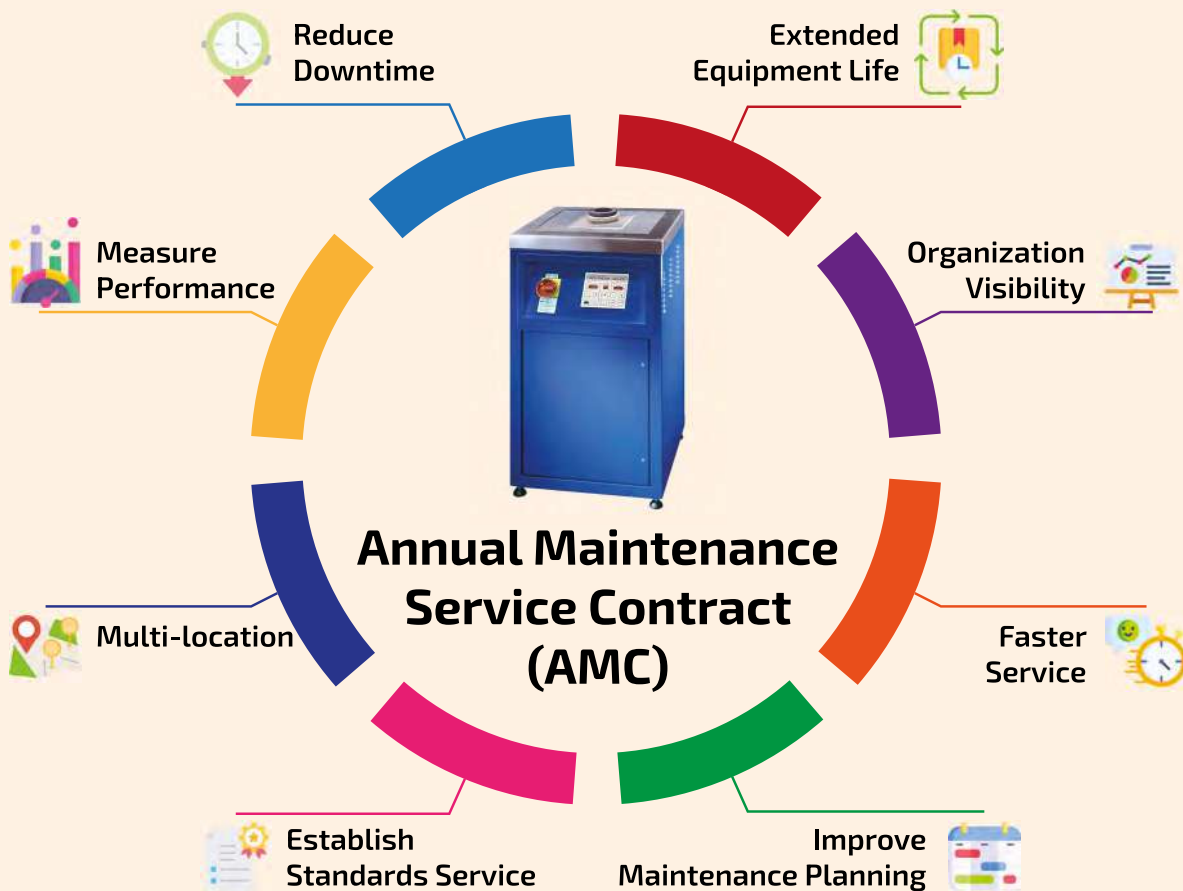 Reduce
Downtime
Extended
Equipment Life
Measure
Performance
Organization
Visibility
Annual Maintenance
Service Contract
(AMC)
Multi-location
Faster
Service
Establish
Standards Service
Improve
Maintenance Planning